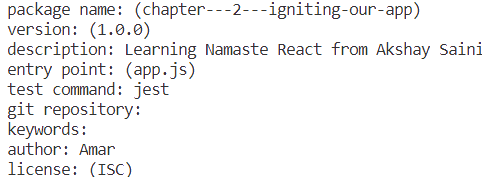 package name: (chapter---2---igniting-our-app)
version: (1.0.0)
description: Learning Namaste React from Akshay Saini
entry point: (app.js)
test command: jest
git repository:
keywords:
author: Amar
license: (ISC)